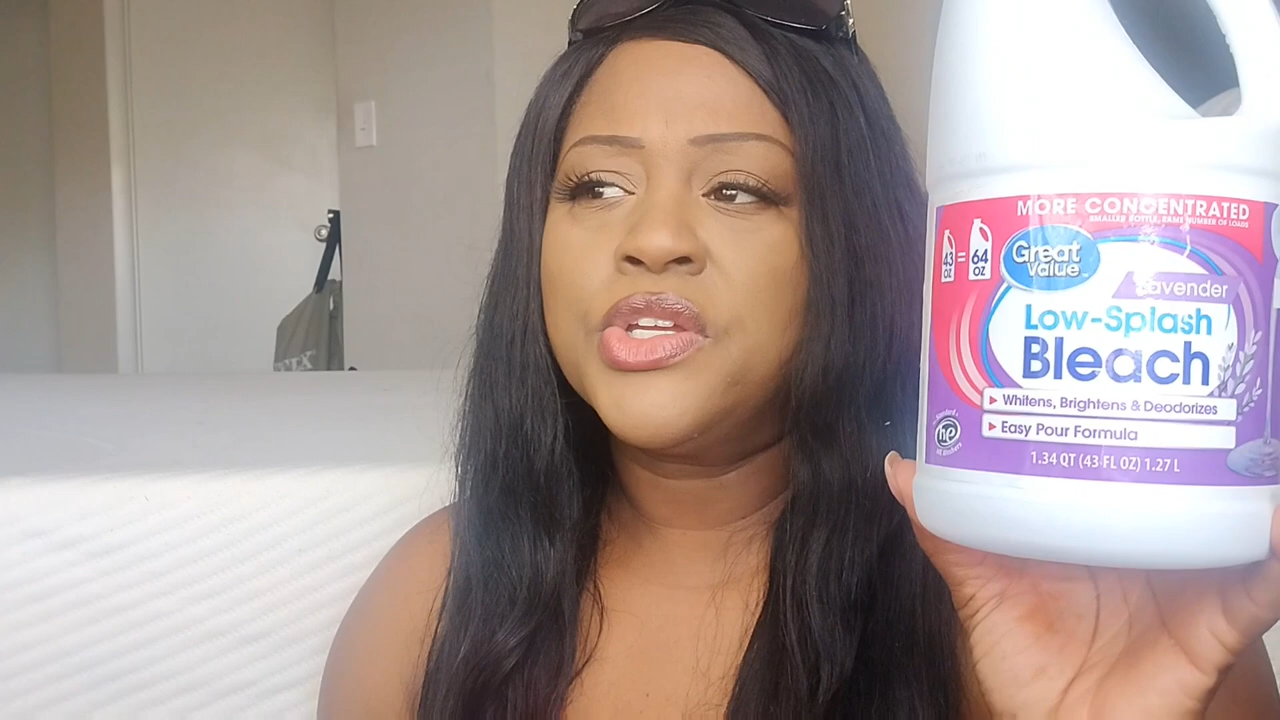 MORE CONCENTRATED
SMALLER BOTTLE, SAME NUMBER OF LOADS
43 OZ = 64 OZ
Great Value
Lavender
Low-Splash
Bleach
Whitens, Brightens & Deodorizes
Easy Pour Formula
he
1.34 QT (43 FL OZ) 1.27 L